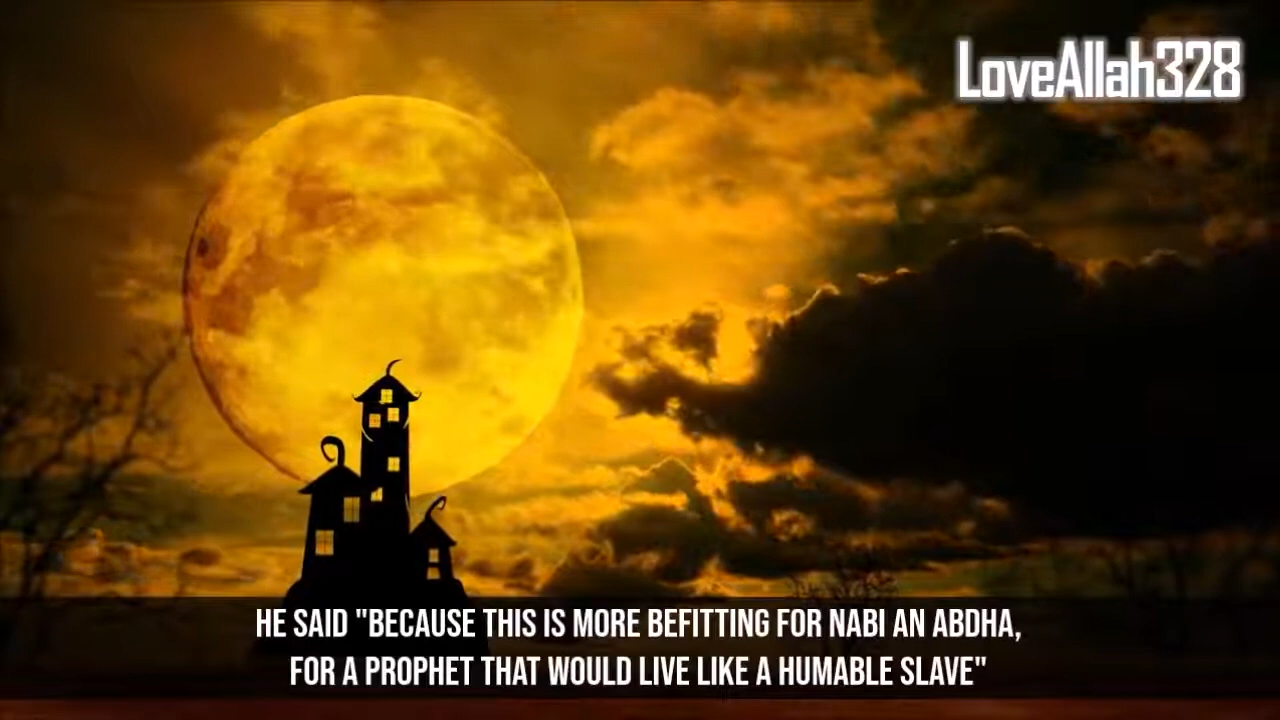 LoveAllah328
HE SAID "BECAUSE THIS IS MORE BEFITTING FOR NABI AN ABDHA,
FOR A PROPHET THAT WOULD LIVE LIKE A HUMABLE SLAVE"